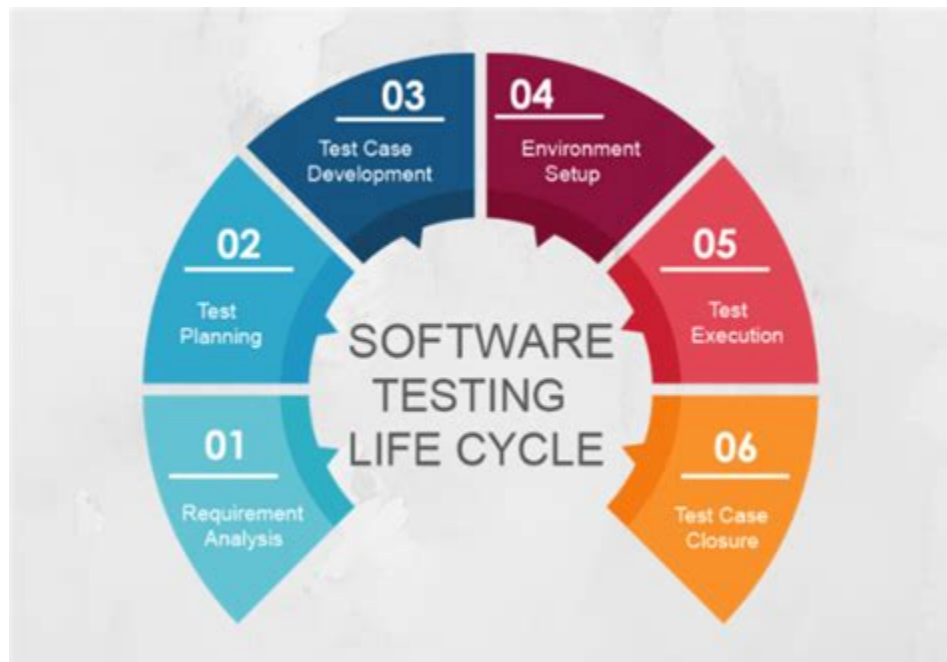 01
Requirement
Analysis
02
Test
Planning
03
Test Case
Development
04
Environment
Setup
05
Test
Execution
06
Test Case
Closure
SOFTWARE
TESTING
LIFE CYCLE